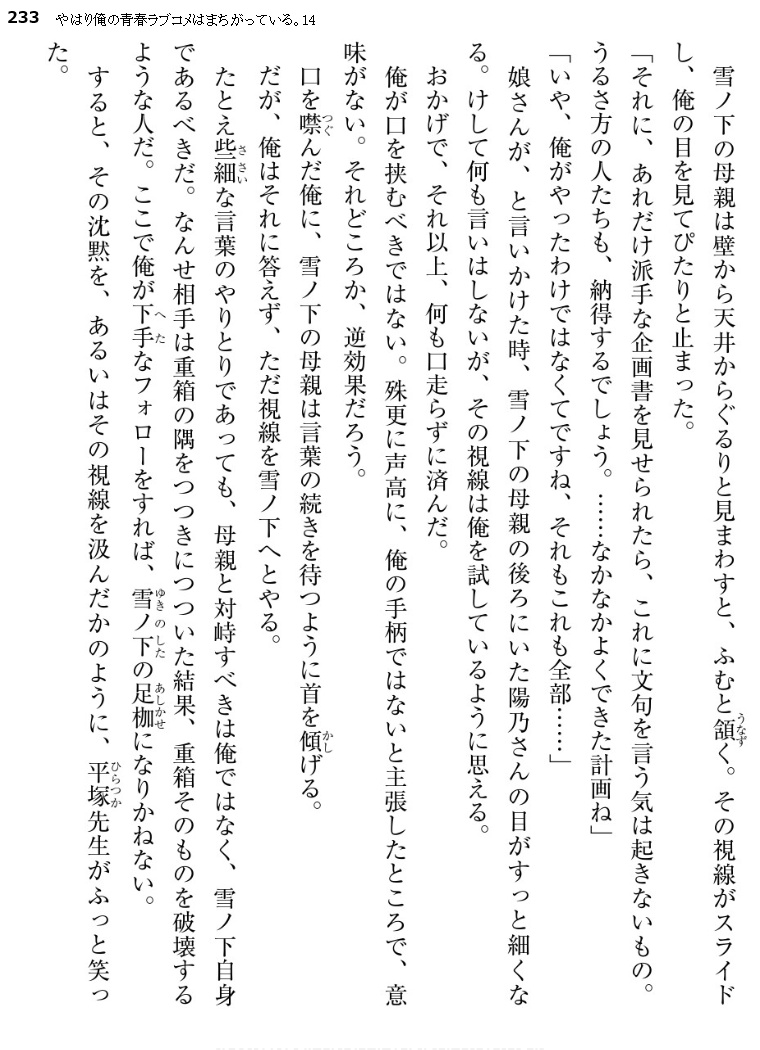 233 やはり俺の青春ラブコメはまちがっている。14
雪ノ下の母親は壁から天井からぐるりと見まわすと、ふむと頷く。その視線がスライド
し、俺の目を見てぴたりと止まった。
「それに、あれだけ派手な企画書を見せられたら、これに文句を言う気は起きないもの。
うるさ方の人たちも、納得するでしょう。……なかなかよくできた計画ね」
「いや、俺がやったわけではなくてですね、それもこれも全部……」
娘さんが、と言いかけた時、雪ノ下の母親の後ろにいた陽乃さんの目がすっと細くな
る。けして何も言いはしないが、その視線は俺を試しているように思える。
おかげで、それ以上、何も口走らずに済んだ。
俺が口を挟むべきではない。殊更に声高に、俺の手柄ではないと主張したところで、意
味がない。それどころか、逆効果だろう。
口を噤んだ俺に、雪ノ下の母親は言葉の続きを待つように首を傾げる。
だが、俺はそれに答えず、ただ視線を雪ノ下へとやる。
たとえ些細な言葉のやりとりであっても、母親と対峙すべきは俺ではなく、雪ノ下自身
であるべきだ。なんせ相手は重箱の隅をつつきにつついた結果、重箱そのものを破壊する
ような人だ。ここで俺が下手なフォローをすれば、雪ノ下の足枷になりかねない。
すると、その沈黙を、あるいはその視線を汲んだかのように、平塚先生がふっと笑っ
た。